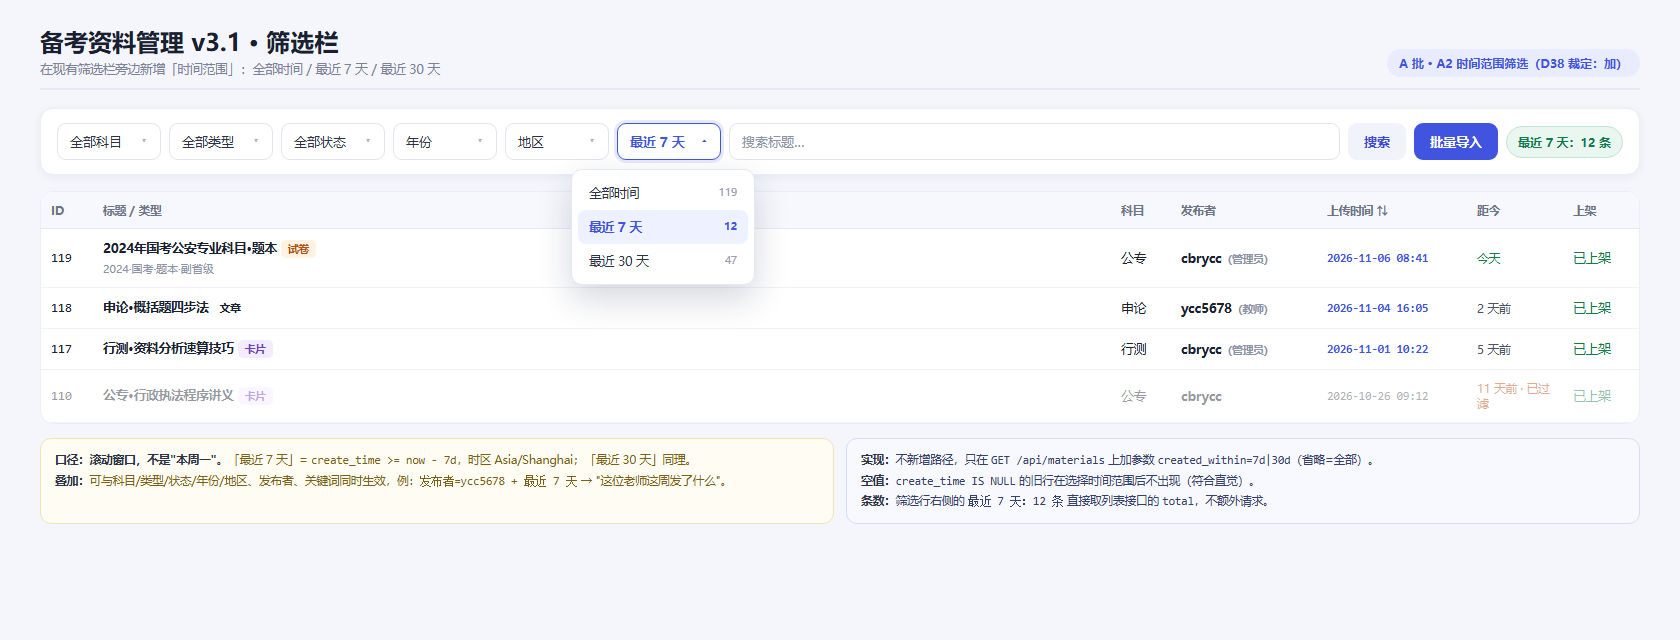 备考资料管理 v3.1 • 筛选栏
在现有筛选栏旁边新增「时间范围」：全部时间 / 最近 7 天 / 最近 30 天
A 批 • A2 时间范围筛选（D38 裁定：加）
全部科目 全部类型 全部状态 年份 地区 最近 7 天 搜索标题... 搜索 批量导入 最近 7 天：12 条
全部时间 119
最近 7 天 12
最近 30 天 47
ID 标题 / 类型 科目 发布者 上传时间 ⇅ 距今 上架
119 2024年国考公安专业科目•题本 试卷 公专 cbrycc (管理员) 2026-11-06 08:41 今天 已上架
2024·国考·题本·副省级
118 申论•概括题四步法 文章 申论 ycc5678 (教师) 2026-11-04 16:05 2 天前 已上架
117 行测•资料分析速算技巧 卡片 行测 cbrycc (管理员) 2026-11-01 10:22 5 天前 已上架
110 公专•行政执法程序讲义 卡片 公专 cbrycc 2026-10-26 09:12 11 天前 · 已过滤 已上架
口径：滚动窗口，不是"本周一"。「最近 7 天」= create_time >= now - 7d，时区 Asia/Shanghai；「最近 30 天」同理。
叠加：可与科目/类型/状态/年份/地区、发布者、关键词同时生效，例：发布者=ycc5678 + 最近 7 天 → "这位老师这周发了什么"。
实现：不新增路径，只在 GET /api/materials 上加参数 created_within=7d|30d（省略=全部）。
空值：create_time IS NULL 的旧行在选择时间范围后不出现（符合直觉）。
条数：筛选行右侧的 最近 7 天：12 条 直接取列表接口的 total，不额外请求。